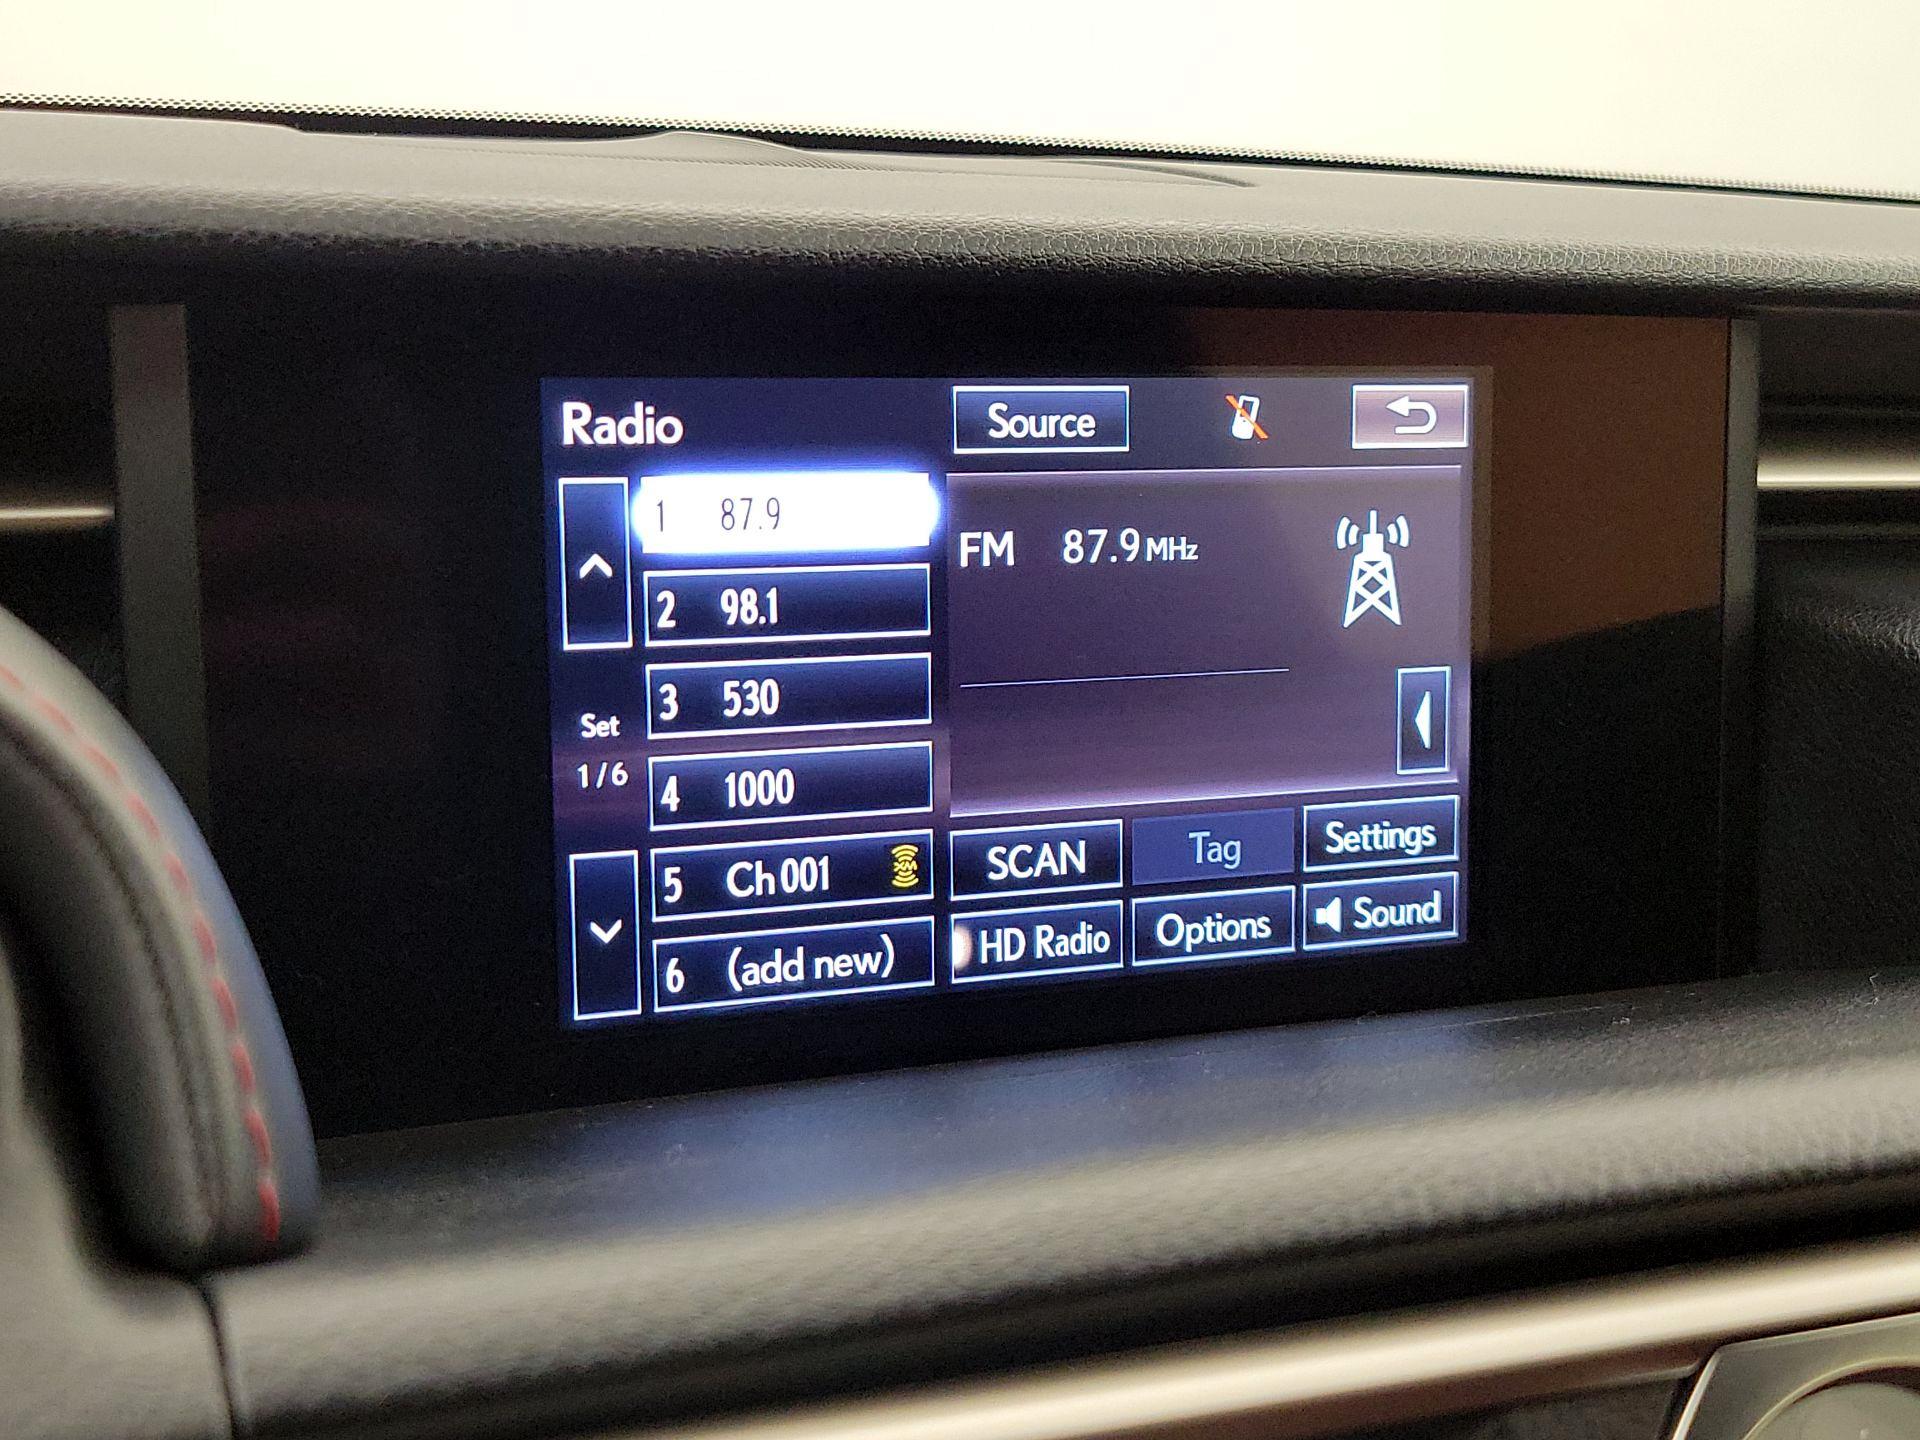 Radio
Source
1 87.9
2 98.1
3 530
4 1000
5 Ch 001 XM
6 (add new)
Set
1/6
FM 87.9 MHz
SCAN
Tag
Settings
HD Radio
Options
Sound